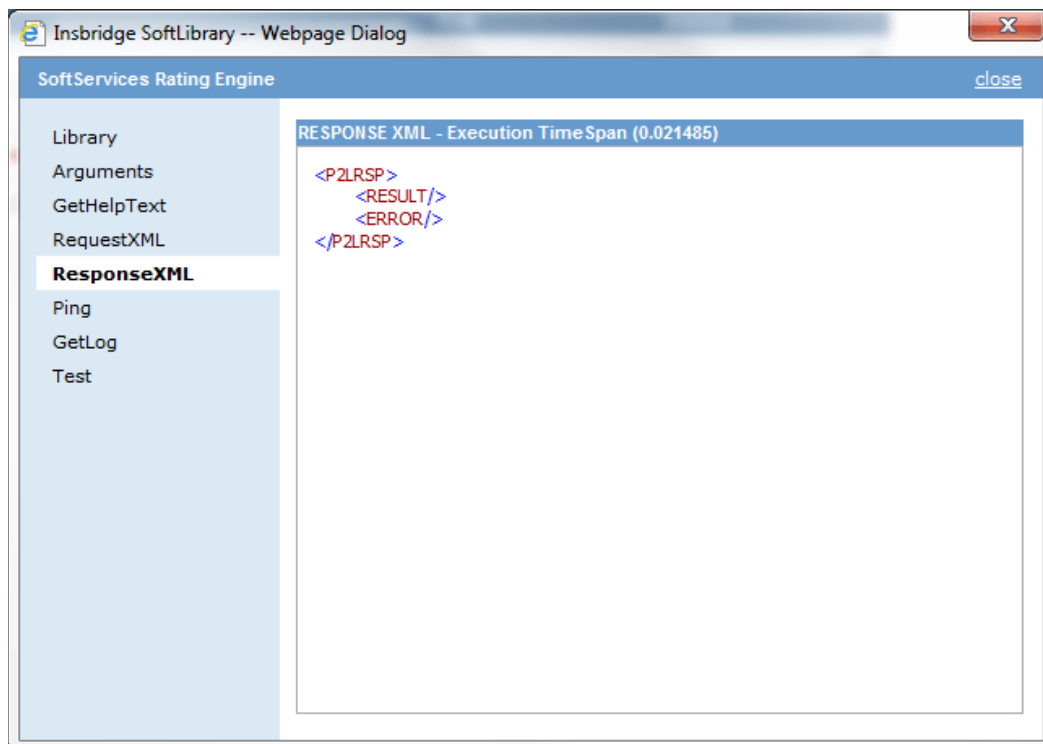 Insbridge SoftLibrary -- Webpage Dialog
SoftServices Rating Engine
close
Library
Arguments
GetHelpText
RequestXML
ResponseXML
Ping
GetLog
Test
RESPONSE XML - Execution TimeSpan (0.021485)
<P2LRSP>
<RESULT/>
<ERROR/>
</P2LRSP>